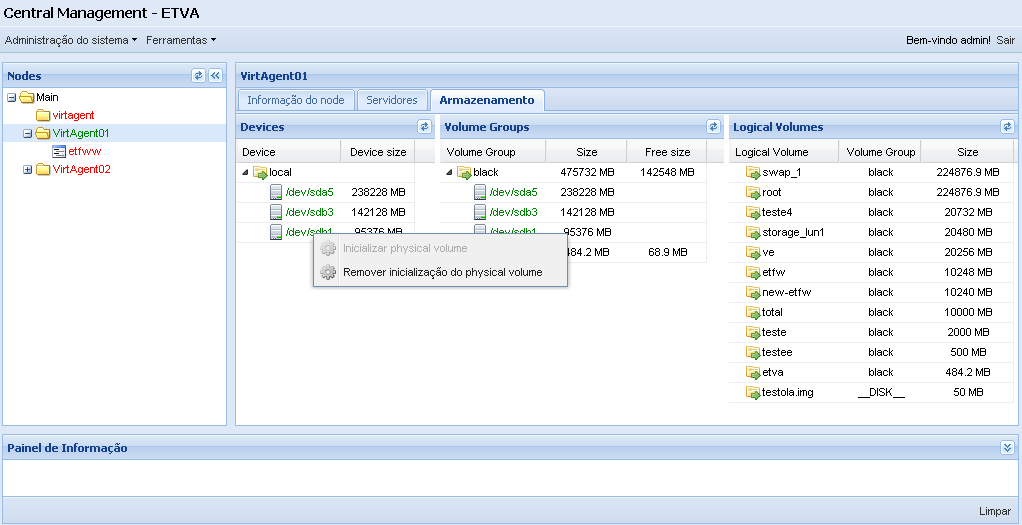 Central Management - ETVA
Administração do sistema Ferramentas Bem-vindo admin! Sair
Nodes
Main
virtagent
VirtAgent01
etfww
VirtAgent02
VirtAgent01
Informação do node Servidores Armazenamento
Devices
Device Device size
local
/dev/sda5 238228 MB
/dev/sdb3 142128 MB
/dev/sdb1 95376 MB
Inicializar physical volume
Remover inicialização do physical volume
Volume Groups
Volume Group Size Free size
black 475732 MB 142548 MB
/dev/sda5 238228 MB
/dev/sdb3 142128 MB
/dev/sdb1 95376 MB
484.2 MB 68.9 MB
Logical Volumes
Logical Volume Volume Group Size
swap_1 black 224876.9 MB
root black 224876.9 MB
teste4 black 20732 MB
storage_lun1 black 20480 MB
ve black 20256 MB
etfw black 10248 MB
new-etfw black 10240 MB
total black 10000 MB
teste black 2000 MB
testee black 500 MB
etva black 484.2 MB
testola.img __DISK__ 50 MB
Painel de Informação
Limpar